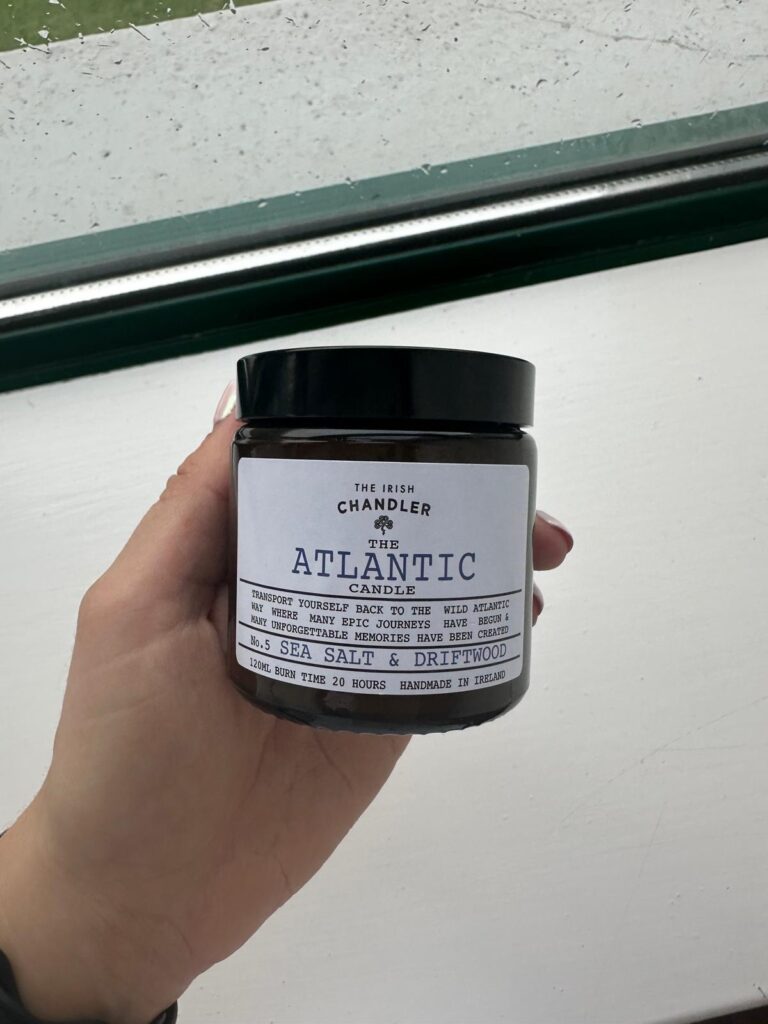 THE IRISH
CHANDLER
THE
ATLANTIC
CANDLE
TRANSPORT YOURSELF BACK TO THE WILD ATLANTIC
WAY WHERE MANY EPIC JOURNEYS HAVE BEGUN &
MANY UNFORGETTABLE MEMORIES HAVE BEEN CREATED
No.5 SEA SALT & DRIFTWOOD
120ML BURN TIME 20 HOURS HANDMADE IN IRELAND